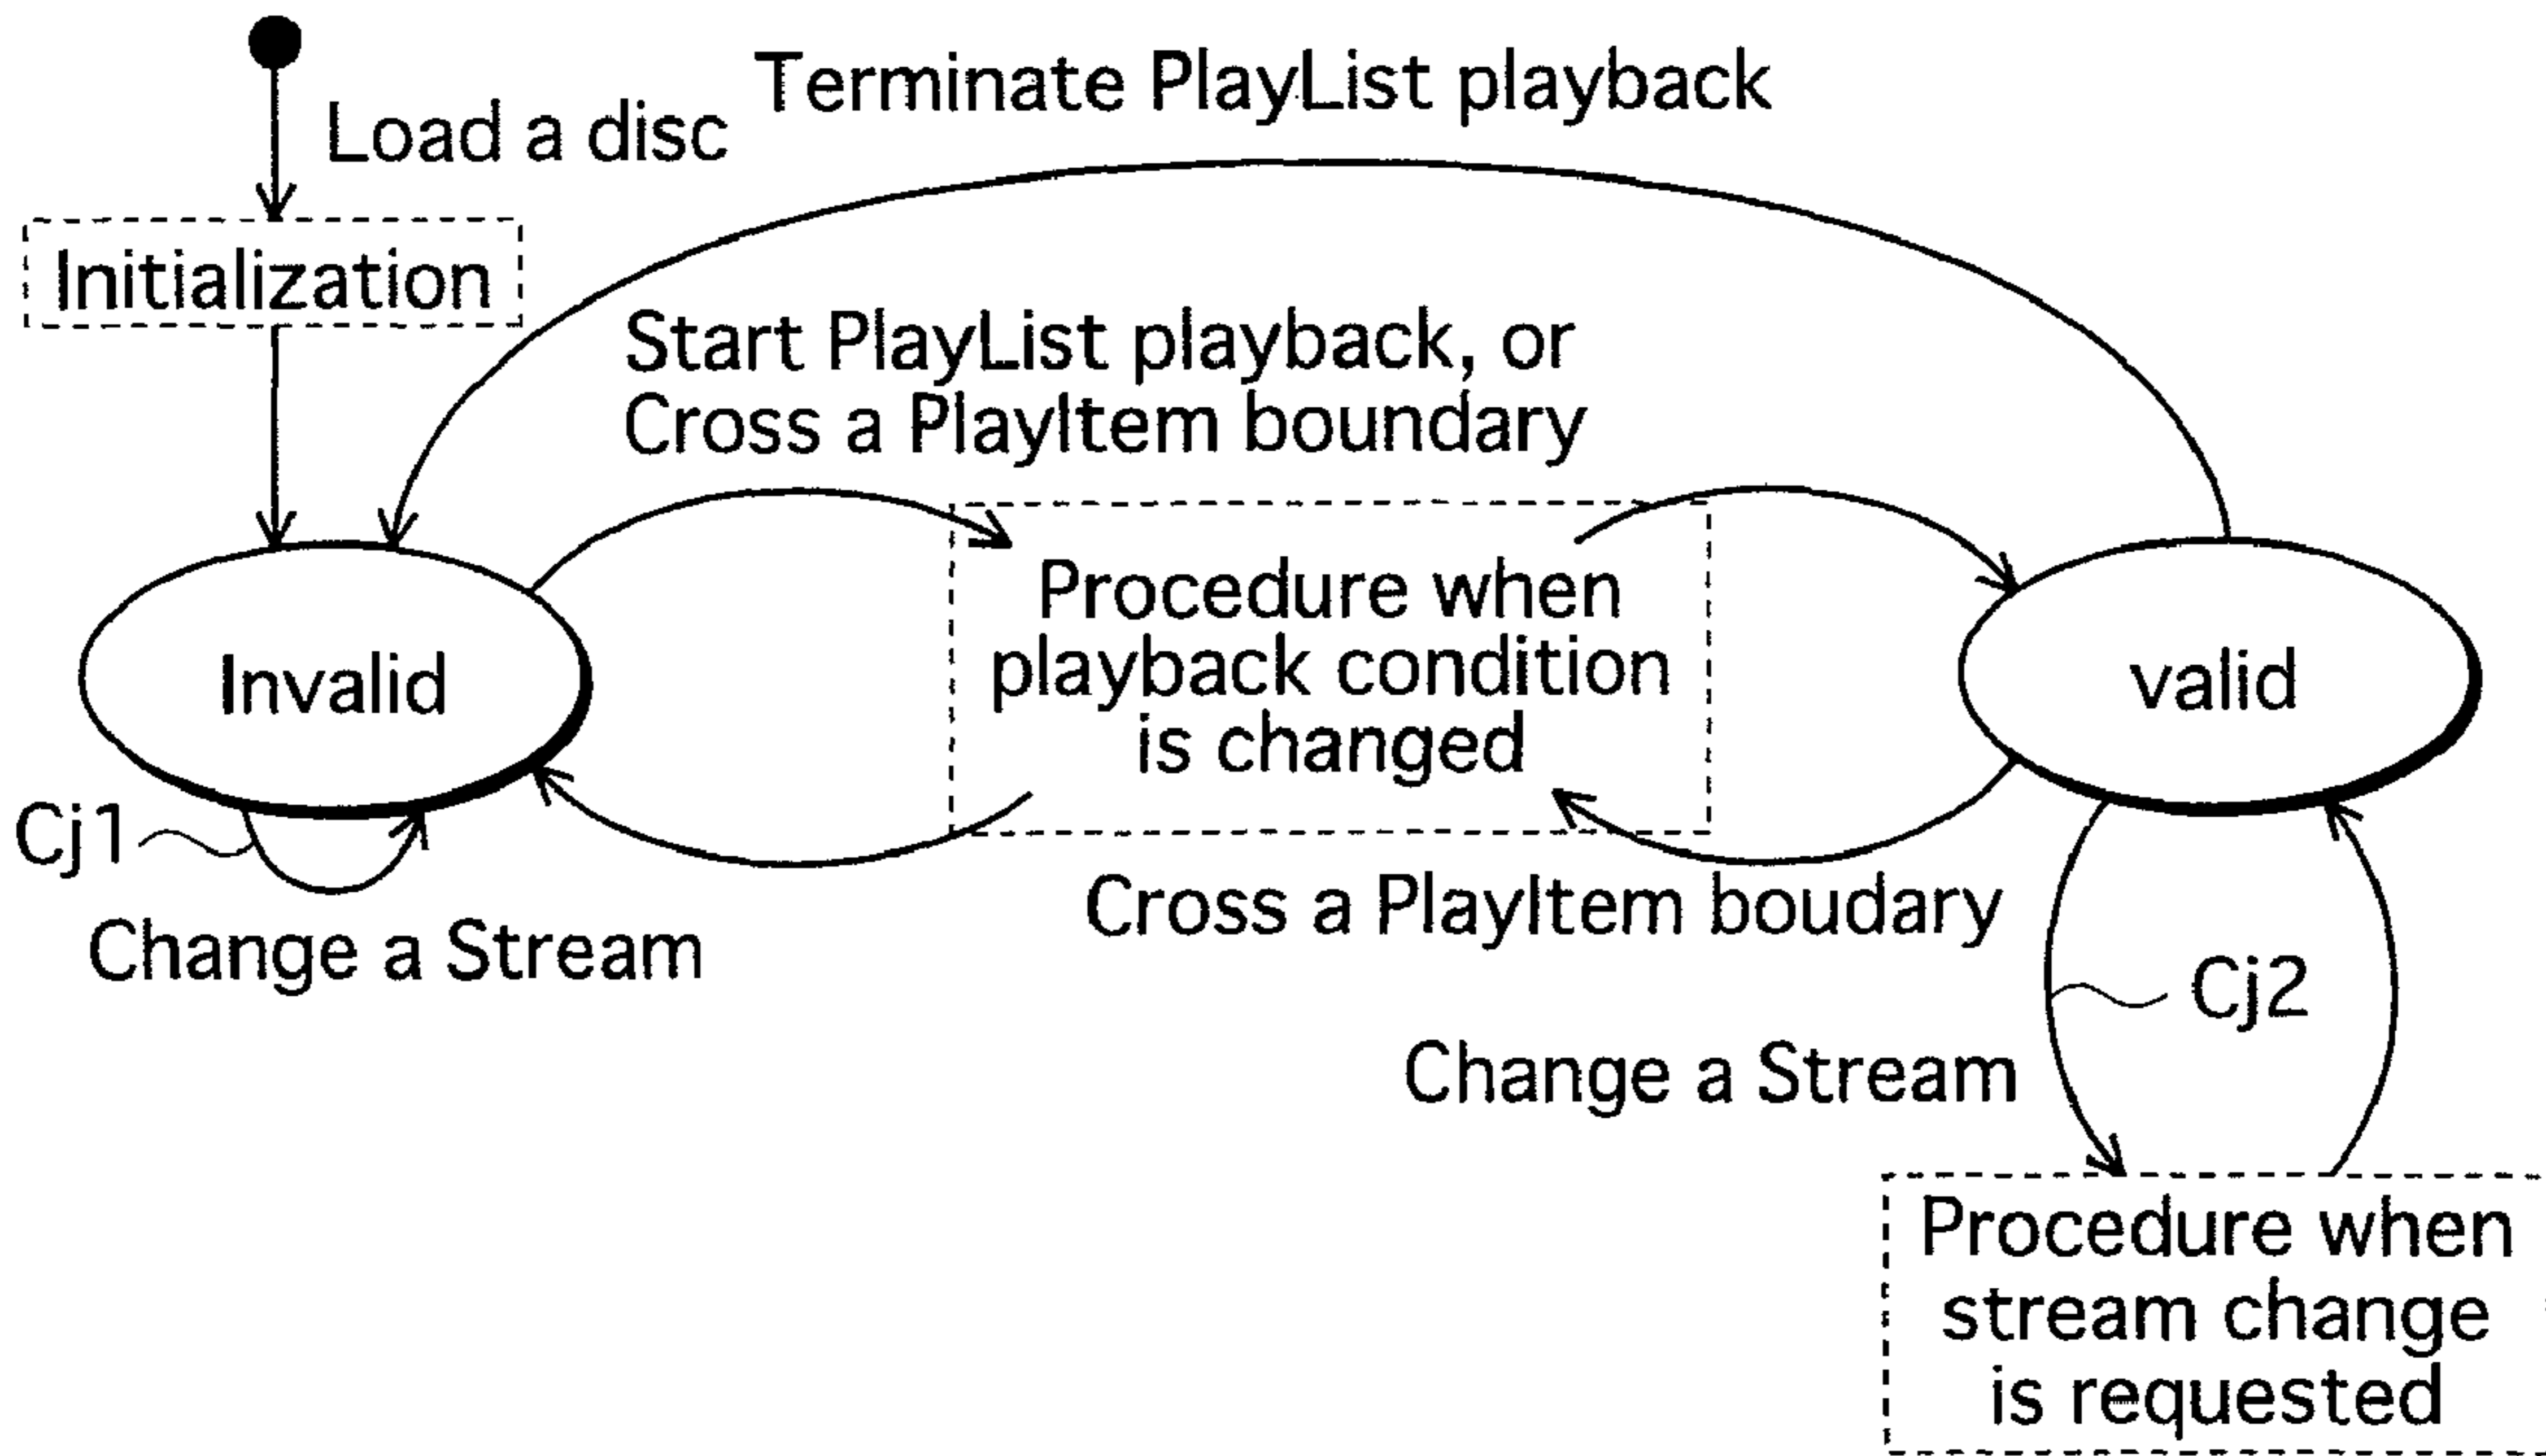 Load a disc
Terminate PlayList playback
Initialization
Start PlayList playback, or
Cross a PlayItem boundary
Invalid
Procedure when
playback condition
is changed
valid
Cj1
Change a Stream
Cross a PlayItem boudary
Cj2
Change a Stream
Procedure when
stream change
is requested